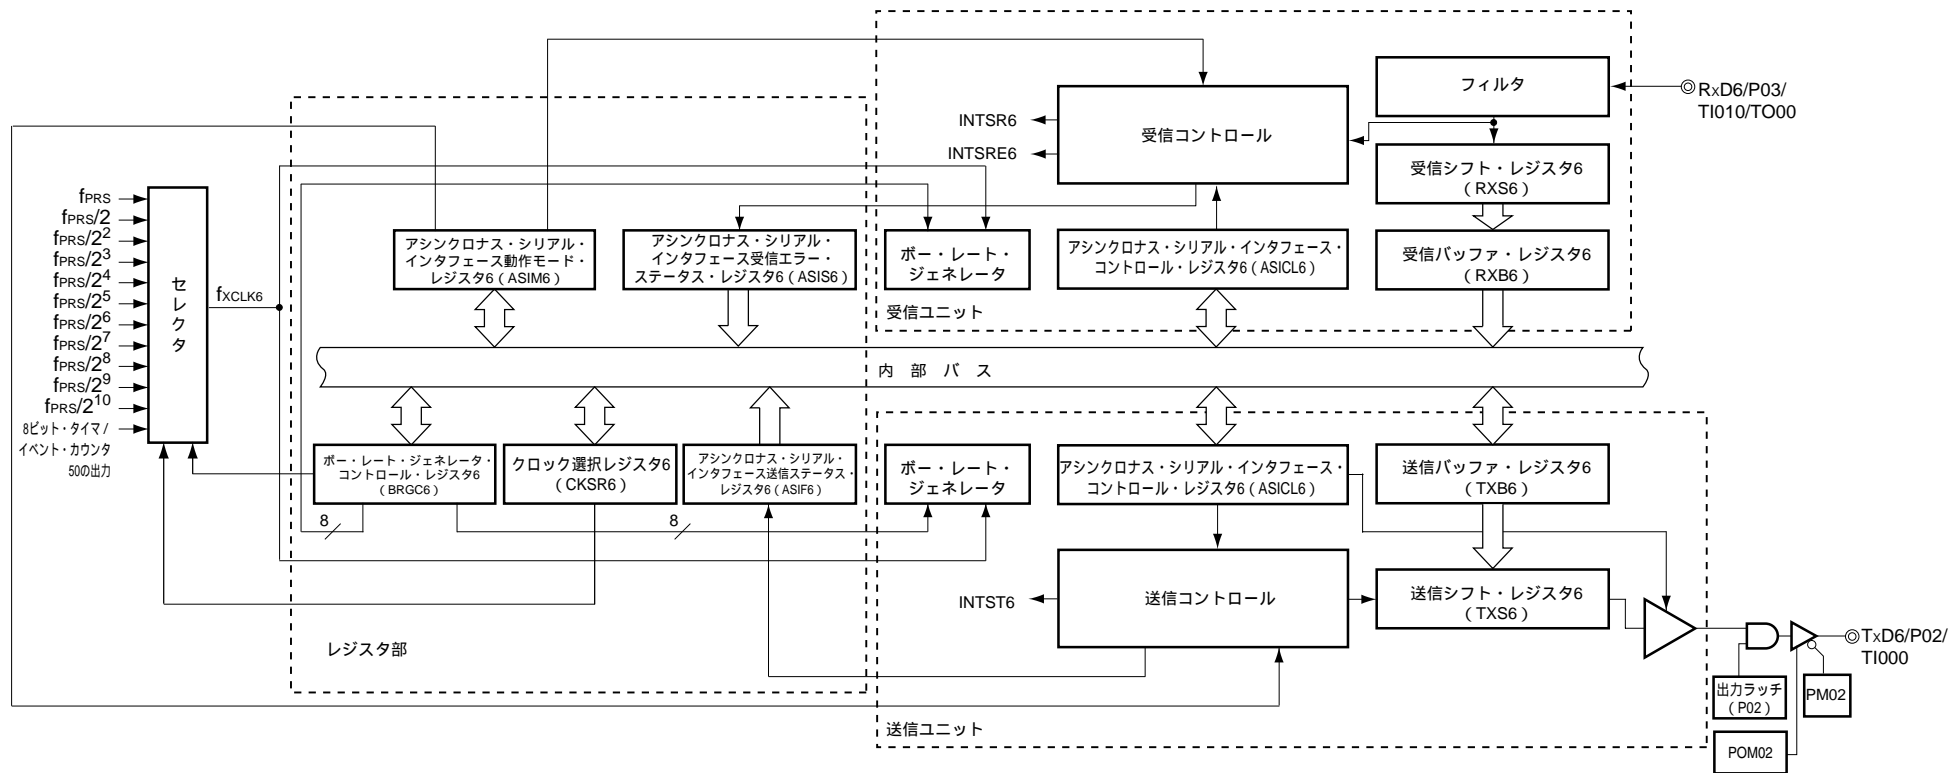 RxD6/P03/
TI010/TO00
フィルタ
受信コントロール
INTSR6
INTSRE6
受信シフト・レジスタ6
(RXS6)
fPRS
fPRS/2
fPRS/2²
fPRS/2³
fPRS/2⁴
fPRS/2⁵
fPRS/2⁶
fPRS/2⁷
fPRS/2⁸
fPRS/2⁹
fPRS/2¹⁰
8ビット・タイマ/
イベント・カウンタ
50の出力
セレクタ
fXCLK6
アシンクロナス・シリアル・
インタフェース動作モード・
レジスタ6(ASIM6)
アシンクロナス・シリアル・
インタフェース受信エラー・
ステータス・レジスタ6(ASIS6)
ボー・レート・
ジェネレータ
アシンクロナス・シリアル・インタフェース・
コントロール・レジスタ6(ASICL6)
受信バッファ・レジスタ6
(RXB6)
受信ユニット
内 部 バ ス
ボー・レート・ジェネレータ・
コントロール・レジスタ6
(BRGC6)
クロック選択レジスタ6
(CKSR6)
アシンクロナス・シリアル・
インタフェース送信ステータス・
レジスタ6(ASIF6)
ボー・レート・
ジェネレータ
アシンクロナス・シリアル・インタフェース・
コントロール・レジスタ6(ASICL6)
送信バッファ・レジスタ6
(TXB6)
8
8
INTST6
送信コントロール
送信シフト・レジスタ6
(TXS6)
レジスタ部
TxD6/P02/
TI000
出力ラッチ
(P02)
PM02
送信ユニット
POM02